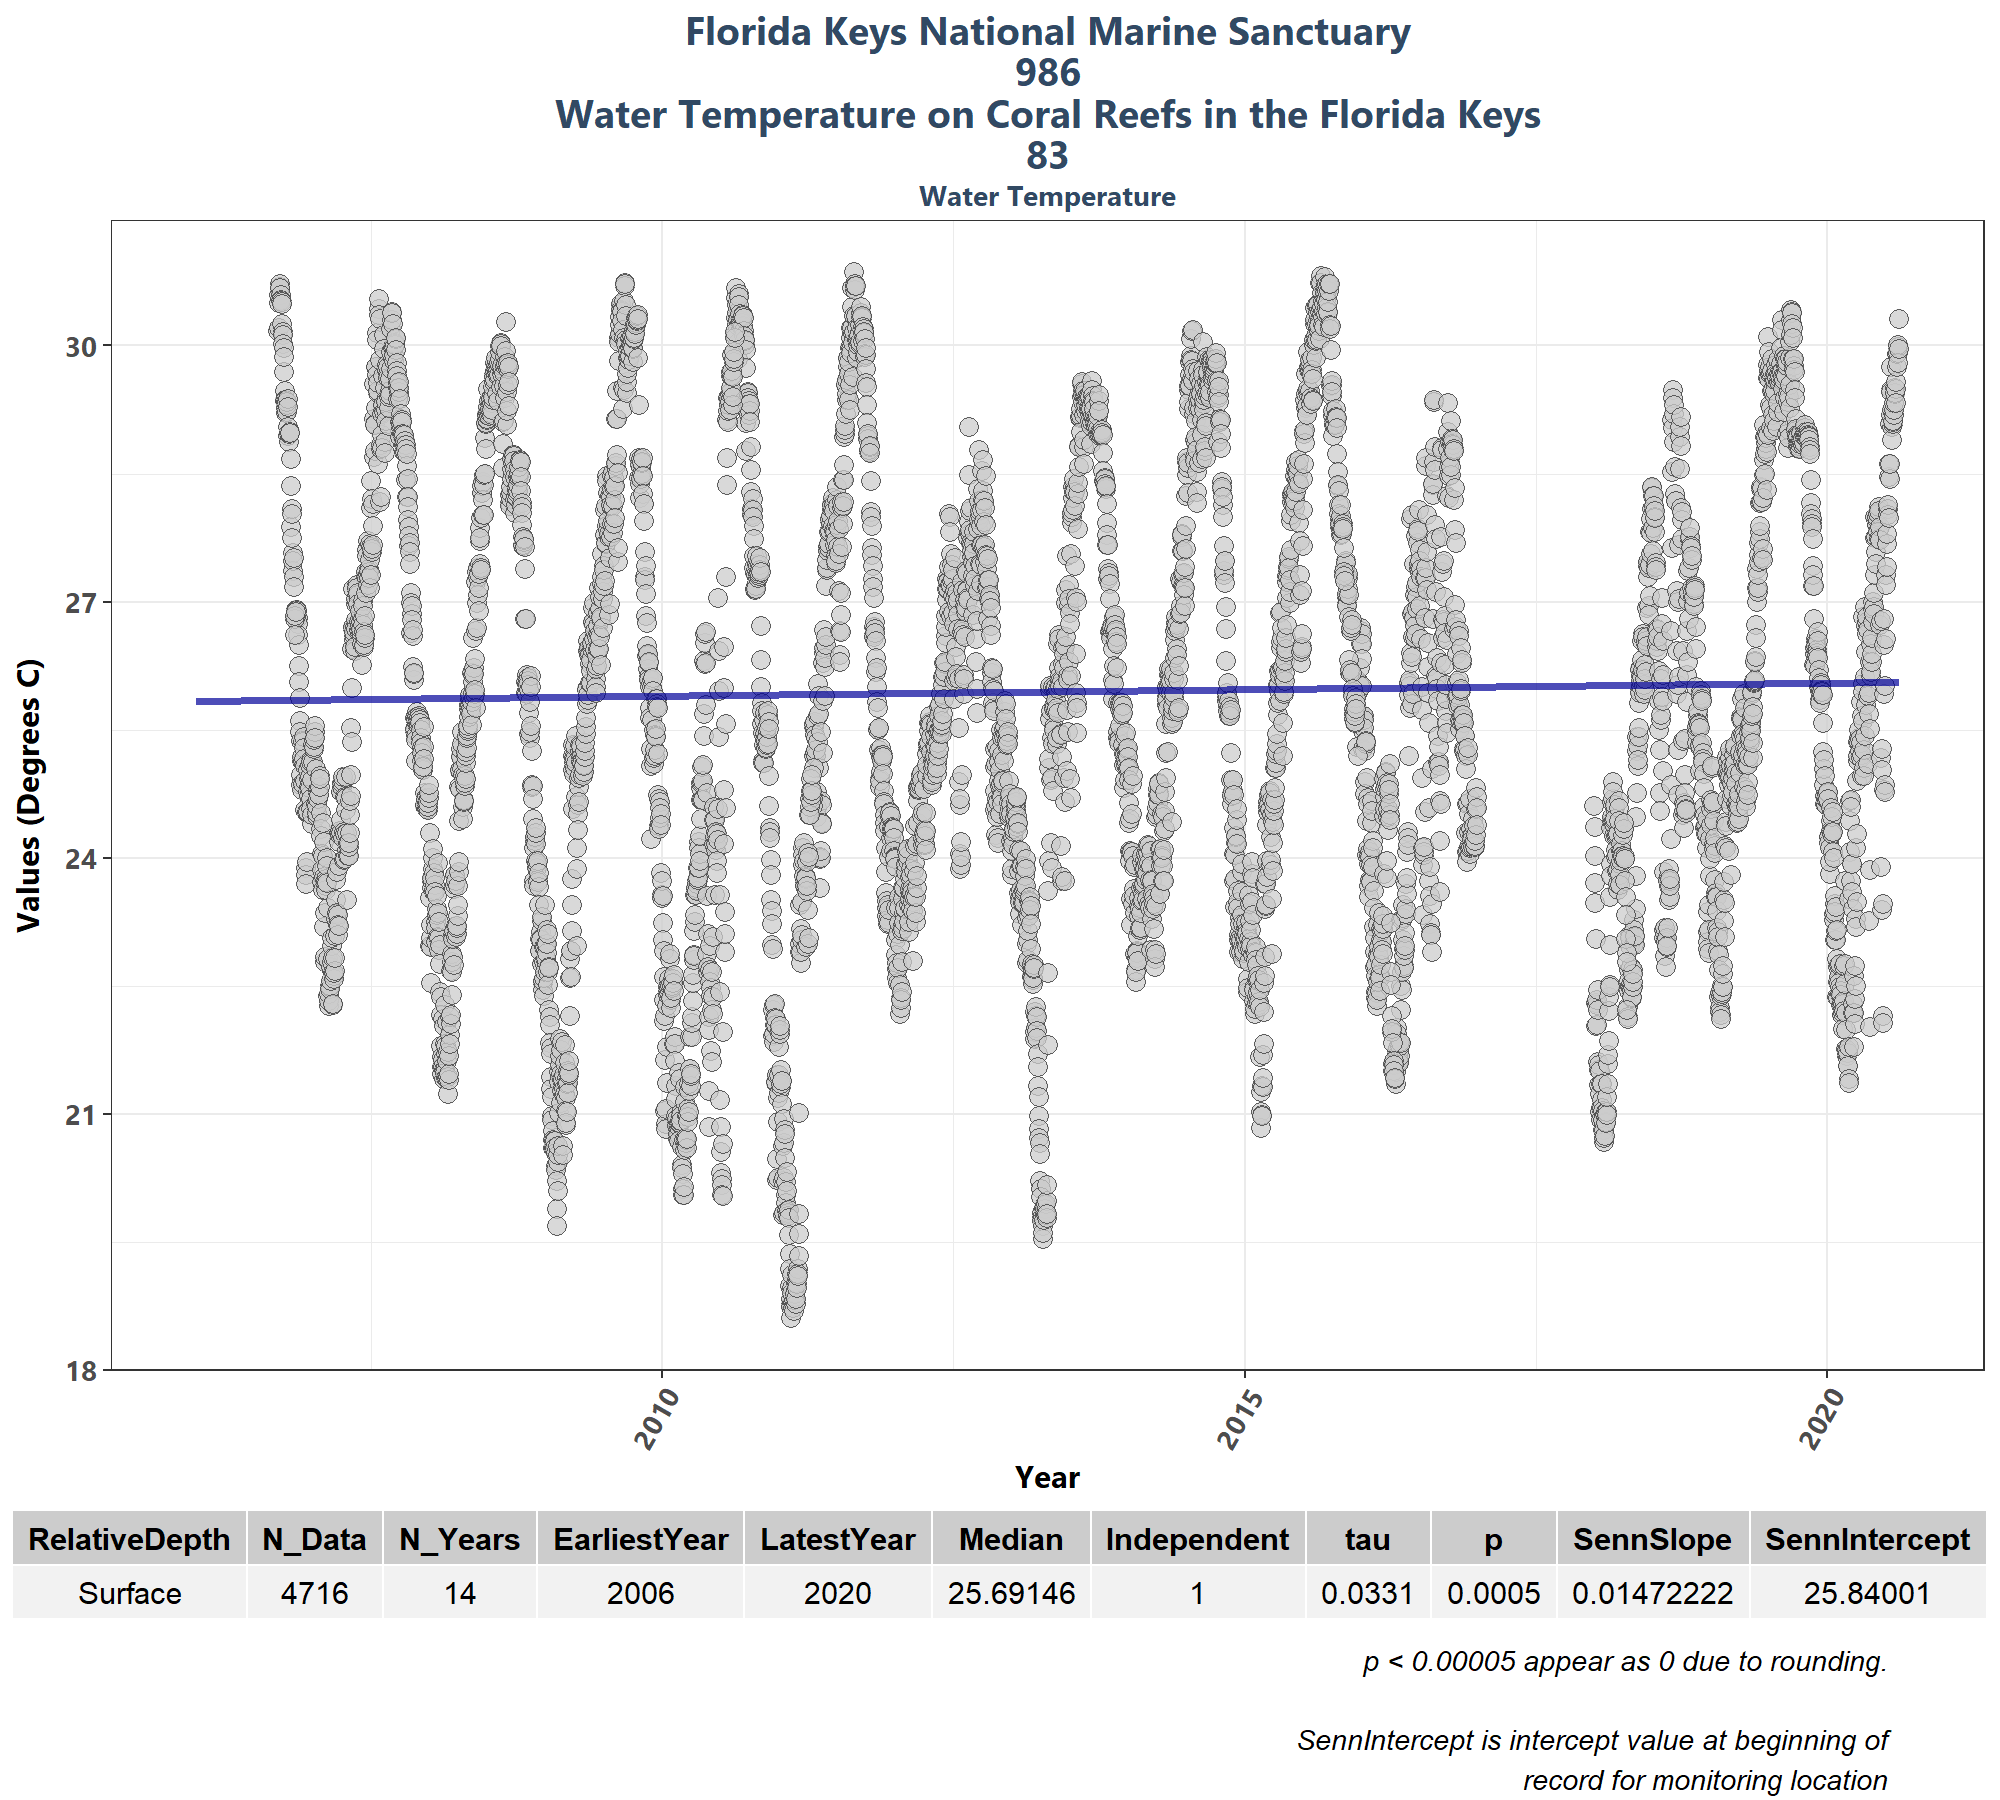 Florida Keys National Marine Sanctuary
986
Water Temperature on Coral Reefs in the Florida Keys
83
Water Temperature
30
27
24
21
18
Values (Degrees C)
2010
2015
2020
Year
RelativeDepth N_Data N_Years EarliestYear LatestYear Median Independent tau p SennSlope SennIntercept
Surface 4716 14 2006 2020 25.69146 1 0.0331 0.0005 0.01472222 25.84001
p < 0.00005 appear as 0 due to rounding.
SennIntercept is intercept value at beginning of
record for monitoring location